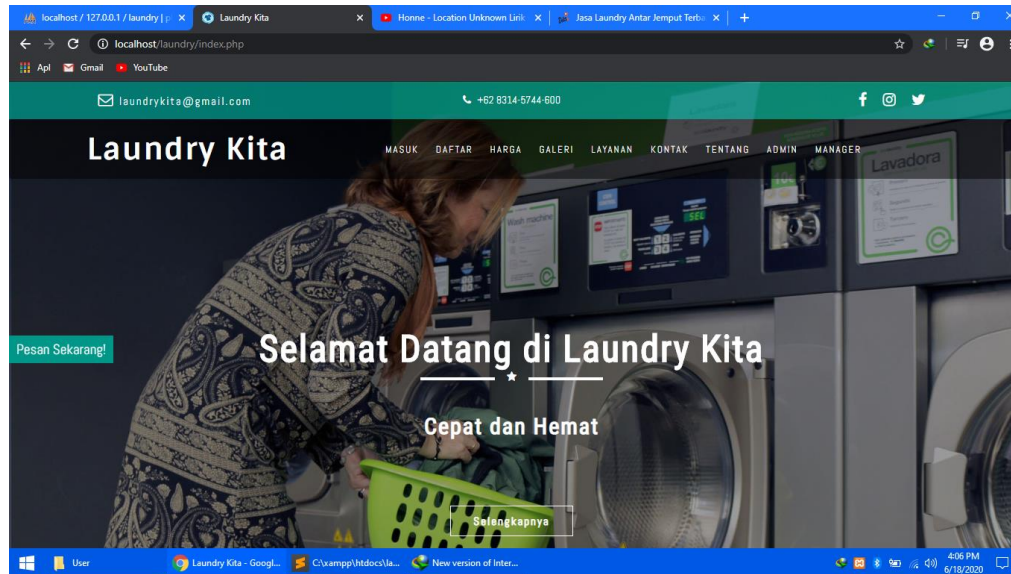 localhost / 127.0.0.1 / laundry | p
Laundry Kita
Honne - Location Unknown Lirik
Jasa Laundry Antar Jemput Terba
localhost/laundry/index.php
Apl Gmail YouTube
laundrykita@gmail.com +62 8314-5744-600
Laundry Kita
MASUK DAFTAR HARGA GALERI LAYANAN KONTAK TENTANG ADMIN MANAGER
Lavadora
Wash machine
SEL
Pesan Sekarang!
Selamat Datang di Laundry Kita
Cepat dan Hemat
Selengkapnya
User
Laundry Kita - Googl...
C:\xampp\htdocs\la...
New version of Inter...
4:06 PM
6/18/2020